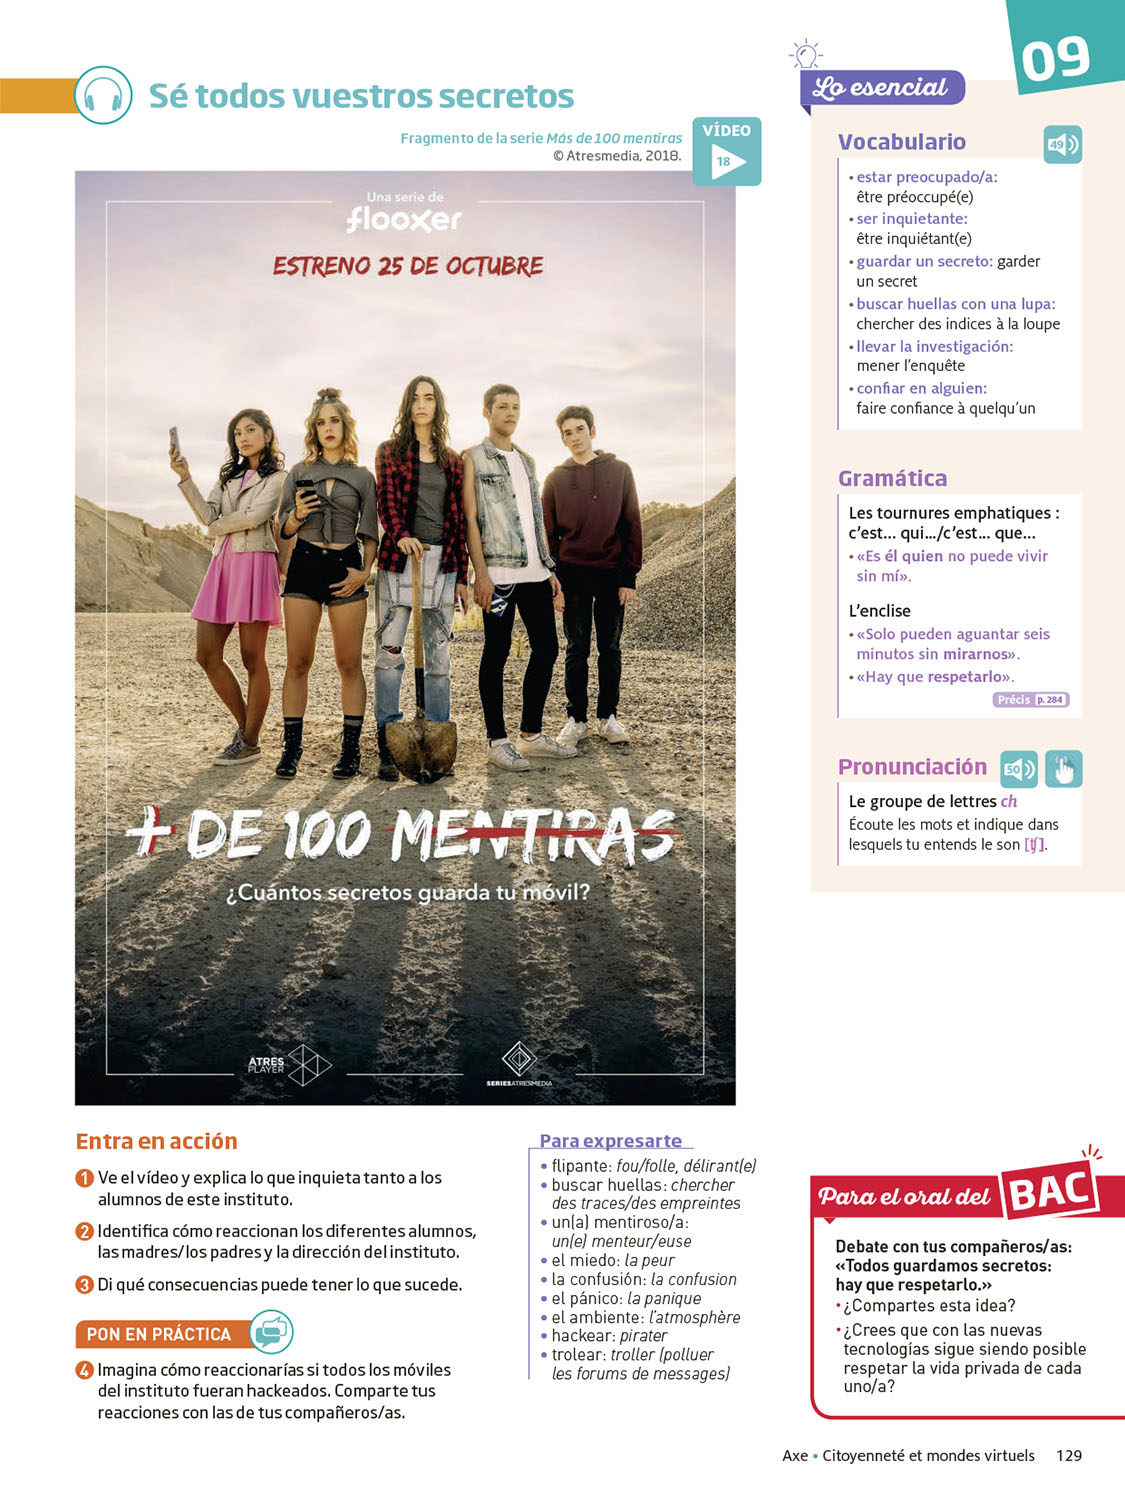 09
Sé todos vuestros secretos
Fragmento de la serie Más de 100 mentiras
© Atresmedia, 2018.
VÍDEO
18
Una serie de
flooxer
ESTRENO 25 DE OCTUBRE
+ DE 100 MENTIRAS
¿Cuántos secretos guarda tu móvil?
ATRES
PLAYER
SERIESATRESMEDIA
Lo esencial
Vocabulario
49
• estar preocupado/a:
être préoccupé(e)
• ser inquietante:
être inquiétant(e)
• guardar un secreto: garder
un secret
• buscar huellas con una lupa:
chercher des indices à la loupe
• llevar la investigación:
mener l'enquête
• confiar en alguien:
faire confiance à quelqu'un
Gramática
Les tournures emphatiques :
c'est... qui.../c'est... que...
• «Es él quien no puede vivir
sin mí».
L'enclise
• «Solo pueden aguantar seis
minutos sin mirarnos».
• «Hay que respetarlo».
Précis p. 284
Pronunciación
50
Le groupe de lettres ch
Écoute les mots et indique dans
lesquels tu entends le son [ʧ].
Entra en acción
1 Ve el vídeo y explica lo que inquieta tanto a los
alumnos de este instituto.
2 Identifica cómo reaccionan los diferentes alumnos,
las madres/los padres y la dirección del instituto.
3 Di qué consecuencias puede tener lo que sucede.
PON EN PRÁCTICA
4 Imagina cómo reaccionarías si todos los móviles
del instituto fueran hackeados. Comparte tus
reacciones con las de tus compañeros/as.
Para expresarte
• flipante: fou/folle, délirant(e)
• buscar huellas: chercher
des traces/des empreintes
• un(a) mentiroso/a:
un(e) menteur/euse
• el miedo: la peur
• la confusión: la confusion
• el pánico: la panique
• el ambiente: l'atmosphère
• hackear: pirater
• trolear: troller (polluer
les forums de messages)
Para el oral del BAC
Debate con tus compañeros/as:
«Todos guardamos secretos:
hay que respetarlo.»
• ¿Compartes esta idea?
• ¿Crees que con las nuevas
tecnologías sigue siendo posible
respetar la vida privada de cada
uno/a?
Axe • Citoyenneté et mondes virtuels 129